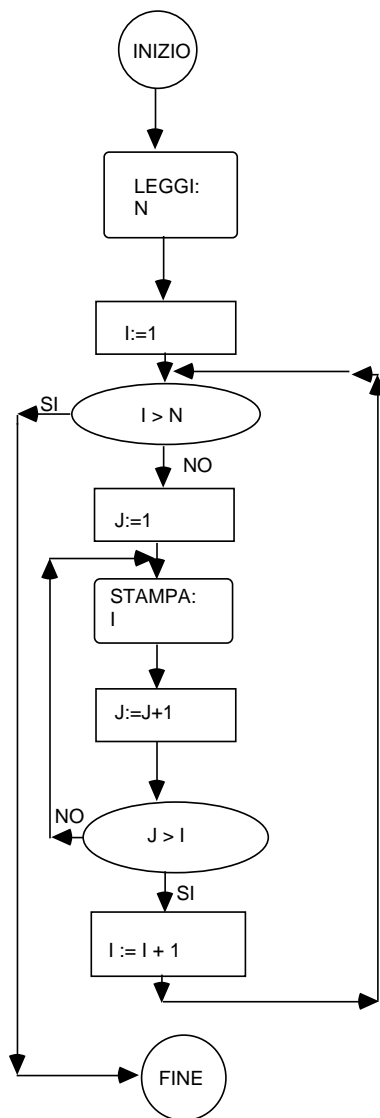 INIZIO
LEGGI:
N
I:=1
I > N
SI
NO
J:=1
STAMPA:
I
J:=J+1
J > I
NO
SI
I := I + 1
FINE